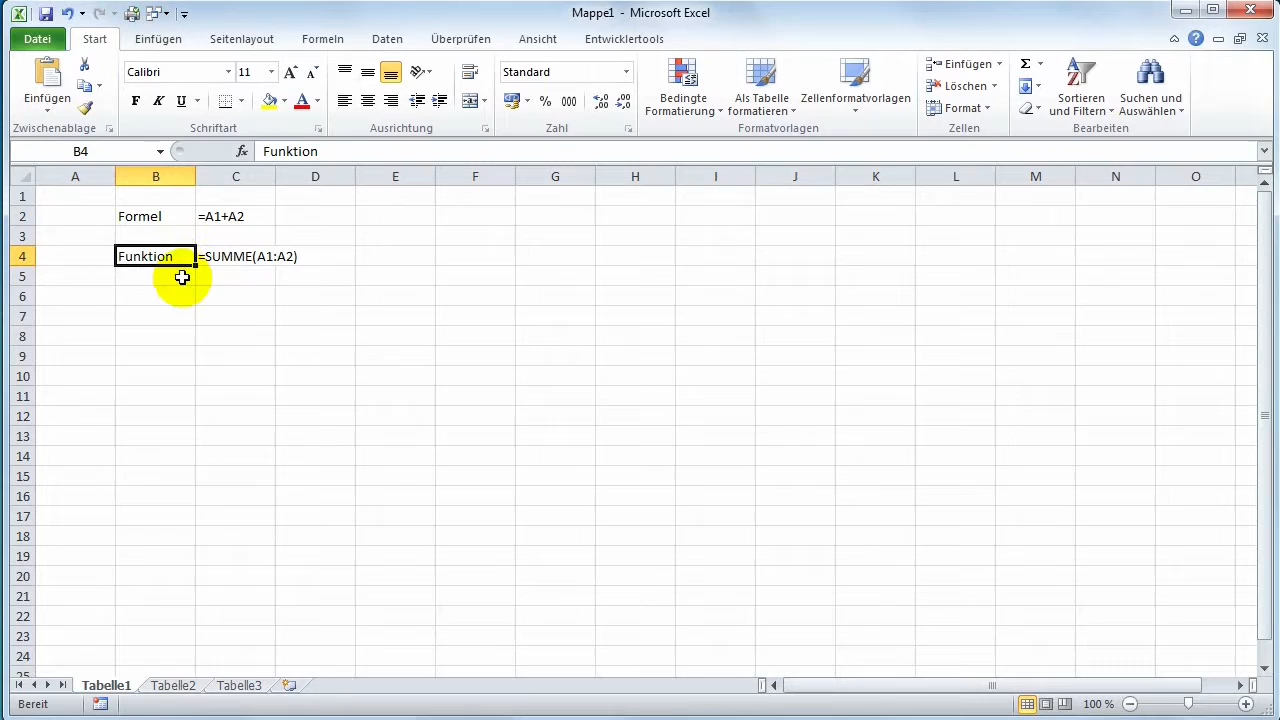 Mappe1 - Microsoft Excel
Datei Start Einfügen Seitenlayout Formeln Daten Überprüfen Ansicht Entwicklertools
Einfügen
Zwischenablage
Calibri 11
F K U
Schriftart
Ausrichtung
Standard
% 000
Zahl
Bedingte Formatierung
Als Tabelle formatieren
Zellenformatvorlagen
Formatvorlagen
Einfügen
Löschen
Format
Zellen
Sortieren und Filtern
Suchen und Auswählen
Bearbeiten
B4 fx Funktion
A B C D E F G H I J K L M N O
1
2 Formel =A1+A2
3
4 Funktion =SUMME(A1:A2)
5
6
7
8
9
10
11
12
13
14
15
16
17
18
19
20
21
22
23
24
25
Tabelle1 Tabelle2 Tabelle3
Bereit 100 %